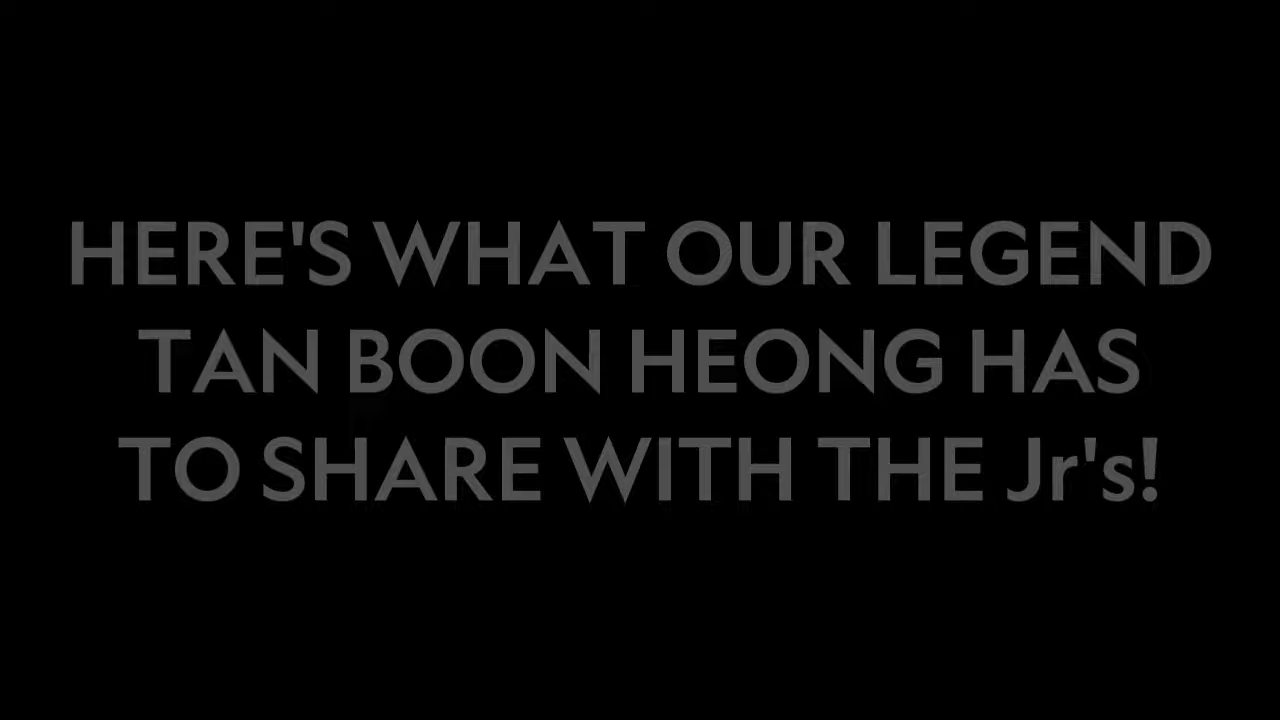 HERE'S WHAT OUR LEGEND
TAN BOON HEONG HAS
TO SHARE WITH THE Jr's!